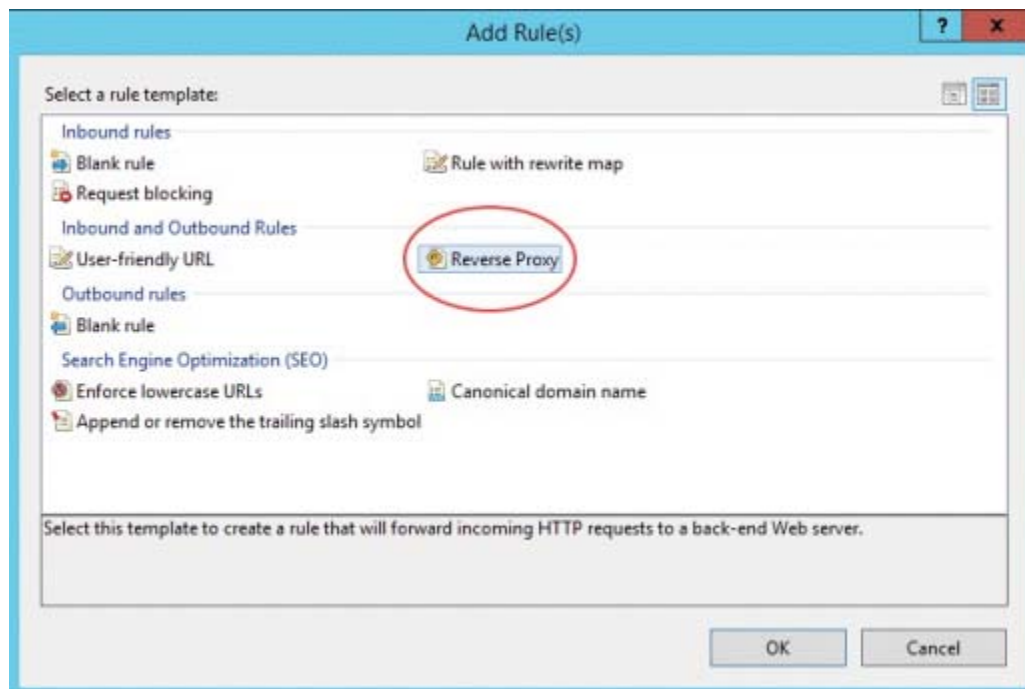 Add Rule(s)
? x
Select a rule template:
Inbound rules
Blank rule
Rule with rewrite map
Request blocking
Inbound and Outbound Rules
User-friendly URL
Reverse Proxy
Outbound rules
Blank rule
Search Engine Optimization (SEO)
Enforce lowercase URLs
Canonical domain name
Append or remove the trailing slash symbol
Select this template to create a rule that will forward incoming HTTP requests to a back-end Web server.
OK
Cancel